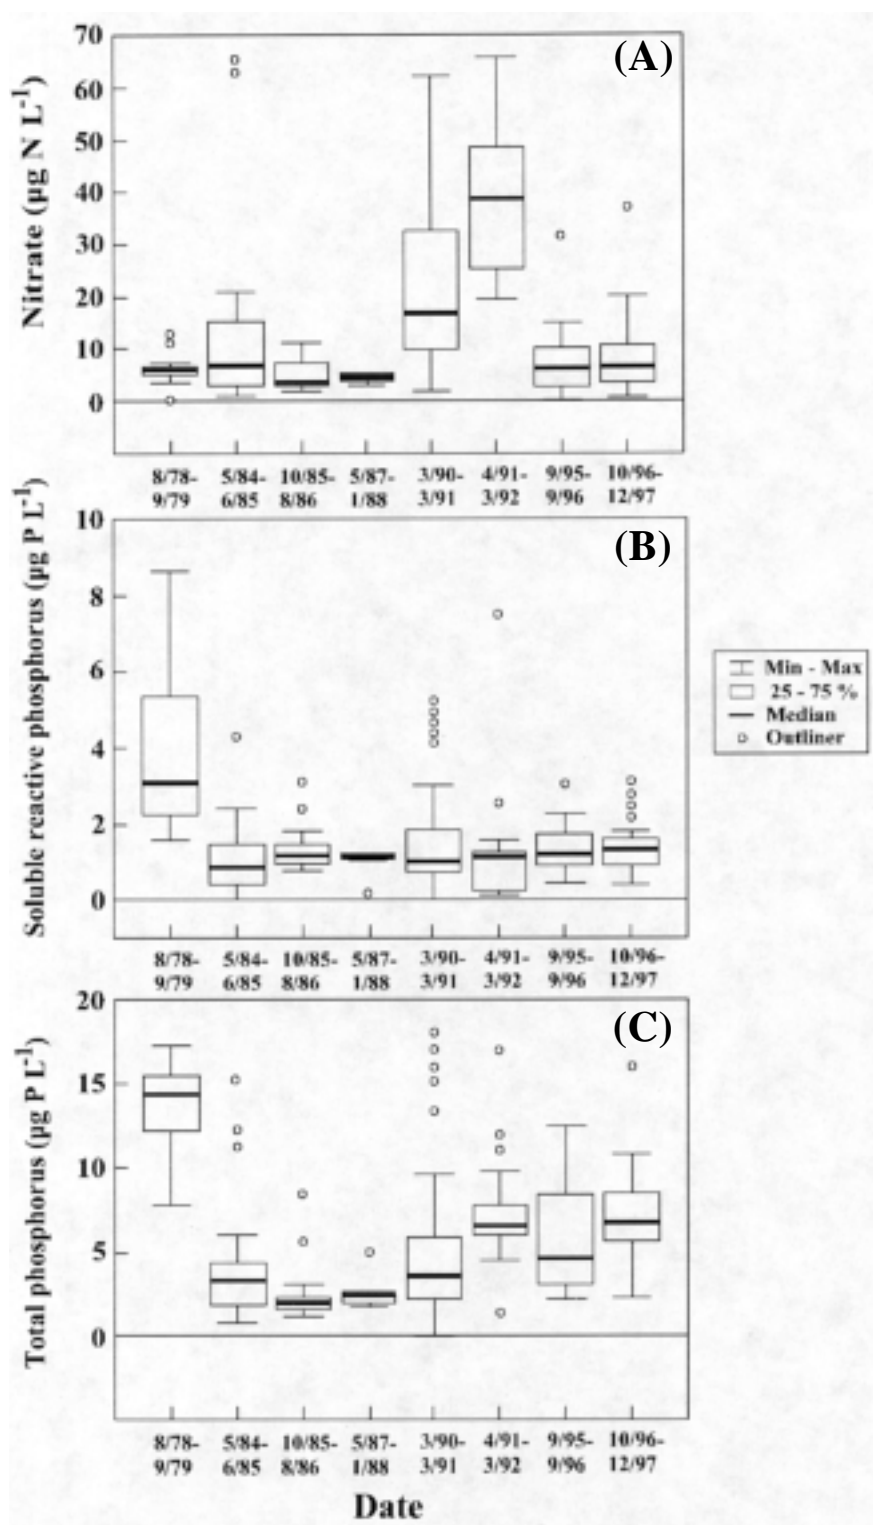 (A)
Nitrate (µg N L-1)
70
60
50
40
30
20
10
0
8/78- 5/84- 10/85- 5/87- 3/90- 4/91- 9/95- 10/96-
9/79 6/85 8/86 1/88 3/91 3/92 9/96 12/97
(B)
Soluble reactive phosphorus (µg P L-1)
10
8
6
4
2
0
Min - Max
25 - 75 %
Median
Outliner
8/78- 5/84- 10/85- 5/87- 3/90- 4/91- 9/95- 10/96-
9/79 6/85 8/86 1/88 3/91 3/92 9/96 12/97
(C)
Total phosphorus (µg P L-1)
20
15
10
5
0
8/78- 5/84- 10/85- 5/87- 3/90- 4/91- 9/95- 10/96-
9/79 6/85 8/86 1/88 3/91 3/92 9/96 12/97
Date